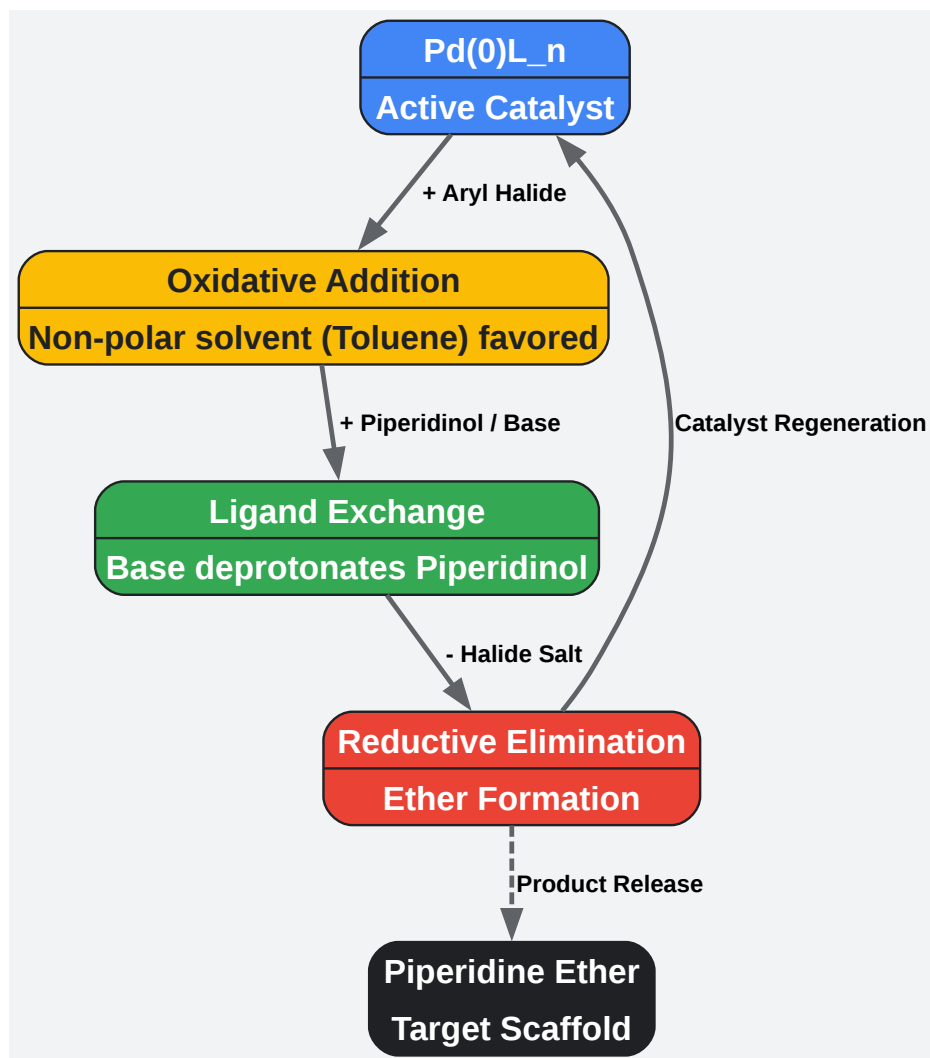 Pd(0)L_n
Active Catalyst
+ Aryl Halide
Oxidative Addition
Non-polar solvent (Toluene) favored
+ Piperidinol / Base
Catalyst Regeneration
Ligand Exchange
Base deprotonates Piperidinol
- Halide Salt
Reductive Elimination
Ether Formation
Product Release
Piperidine Ether
Target Scaffold